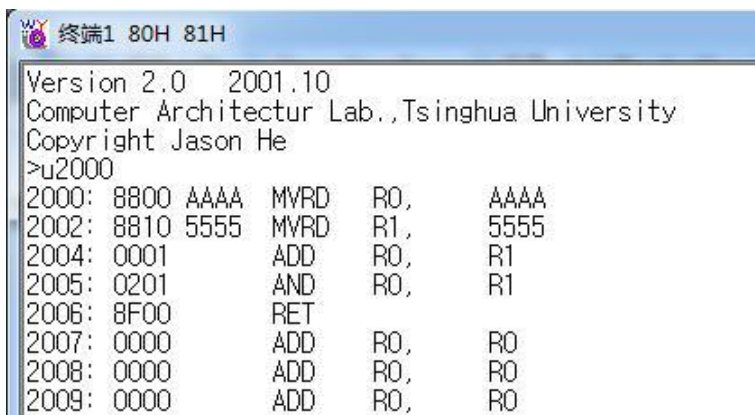 终端1 80H 81H
Version 2.0 2001.10
Computer Architectur Lab.,Tsinghua University
Copyright Jason He
>u2000
2000: 8800 AAAA MVRD R0, AAAA
2002: 8810 5555 MVRD R1, 5555
2004: 0001 ADD R0, R1
2005: 0201 AND R0, R1
2006: 8F00 RET
2007: 0000 ADD R0, R0
2008: 0000 ADD R0, R0
2009: 0000 ADD R0, R0